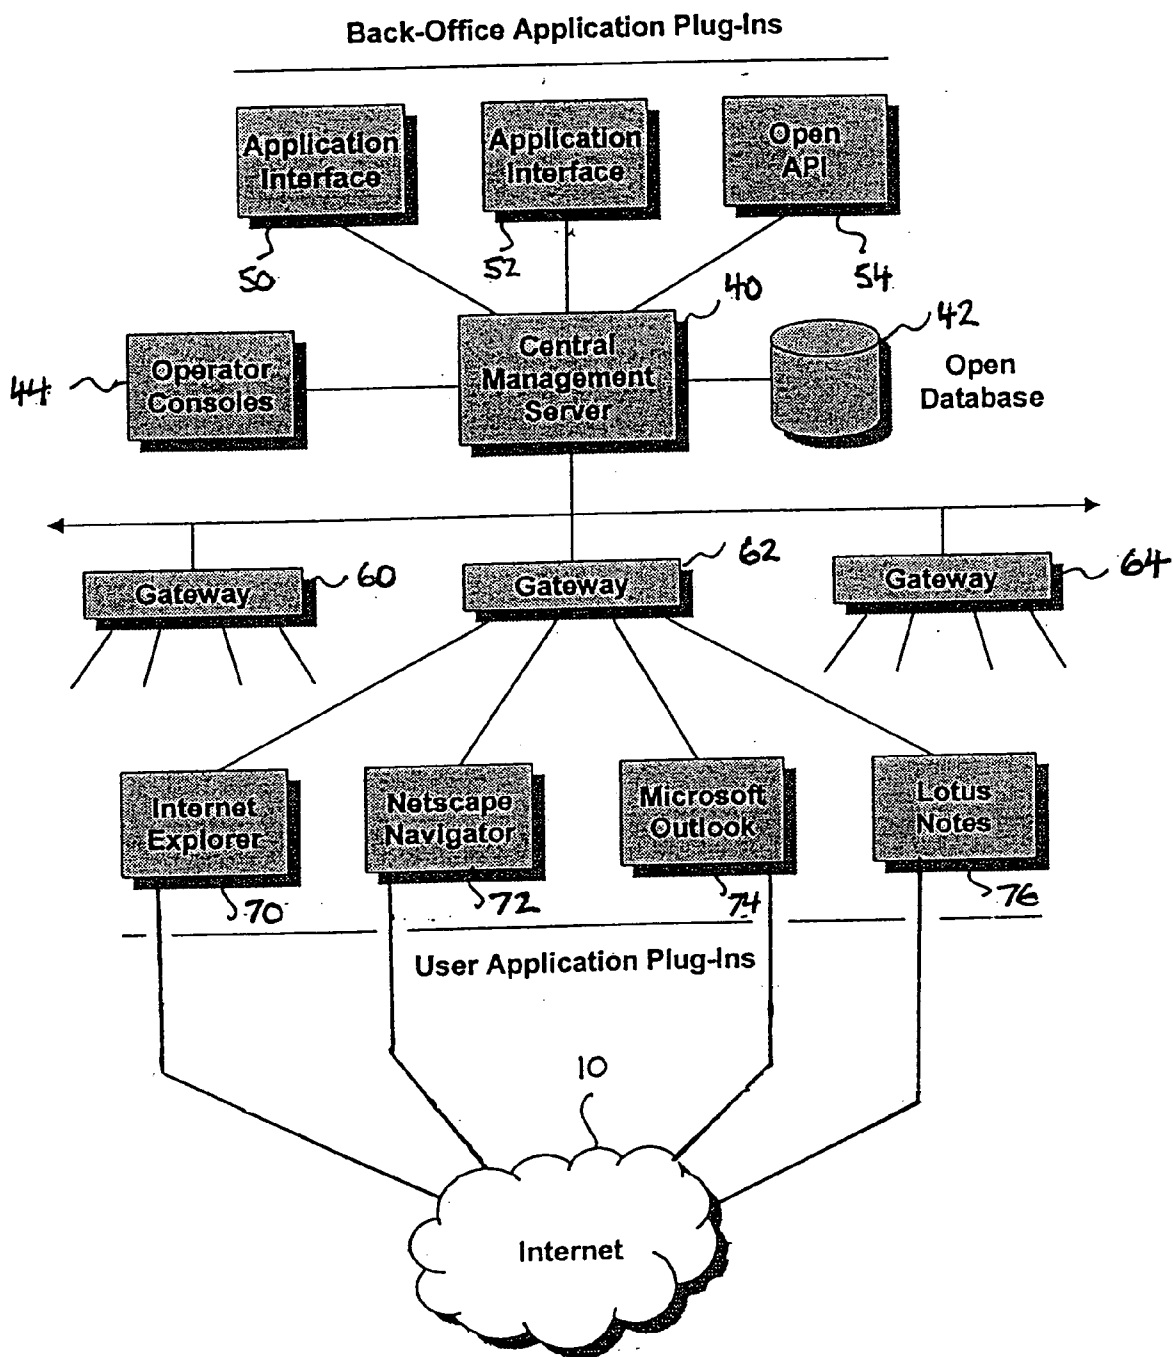 Back-Office Application Plug-Ins
Application
Interface
Application
Interface
Open
API
50
52
54
40
42
44
Operator
Consoles
Central
Management
Server
Open
Database
Gateway
60
Gateway
62
Gateway
64
Internet
Explorer
Netscape
Navigator
Microsoft
Outlook
Lotus
Notes
70
72
74
76
User Application Plug-Ins
10
Internet